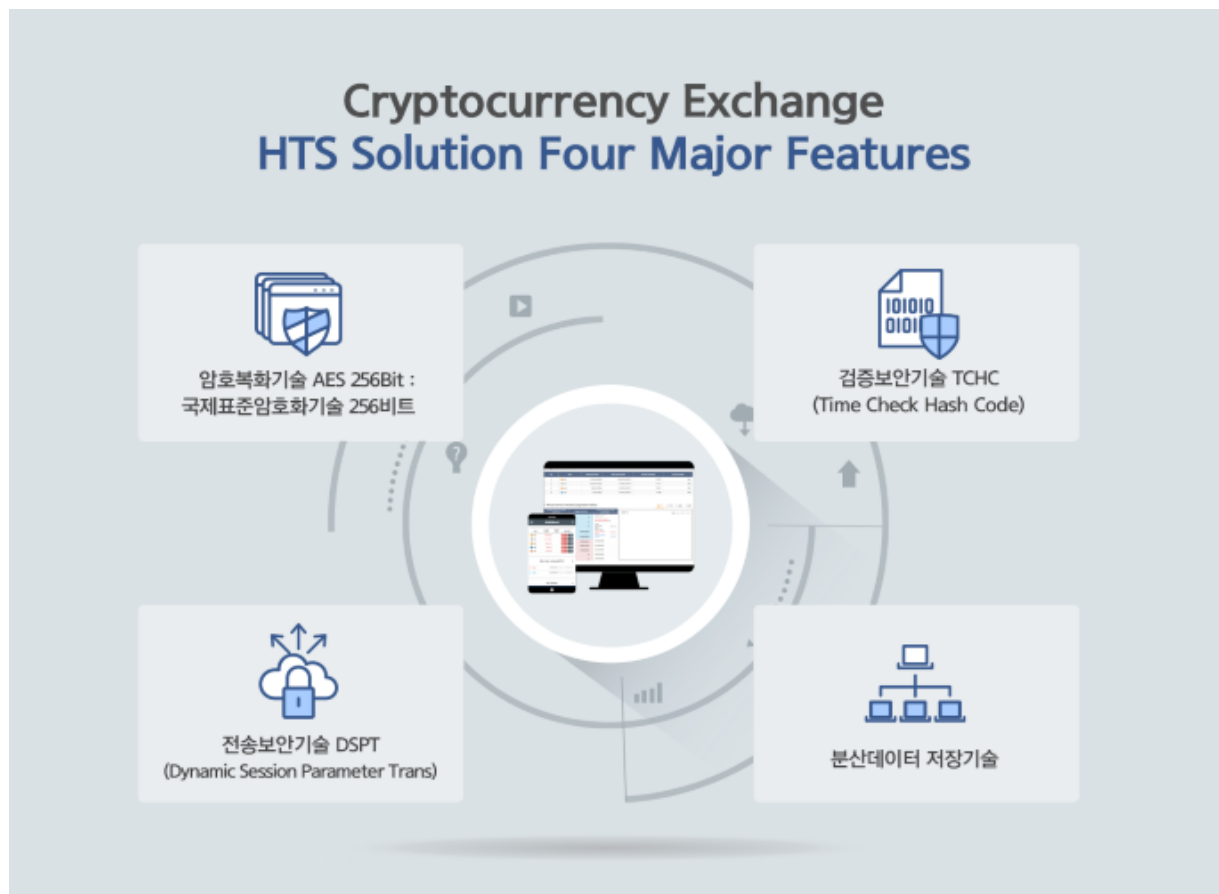 Cryptocurrency Exchange
HTS Solution Four Major Features
암호복화기술 AES 256Bit :
국제표준암호화기술 256비트
101010
검증보안기술 TCHC
(Time Check Hash Code)
전송보안기술 DSPT
(Dynamic Session Parameter Trans)
분산데이터 저장기술